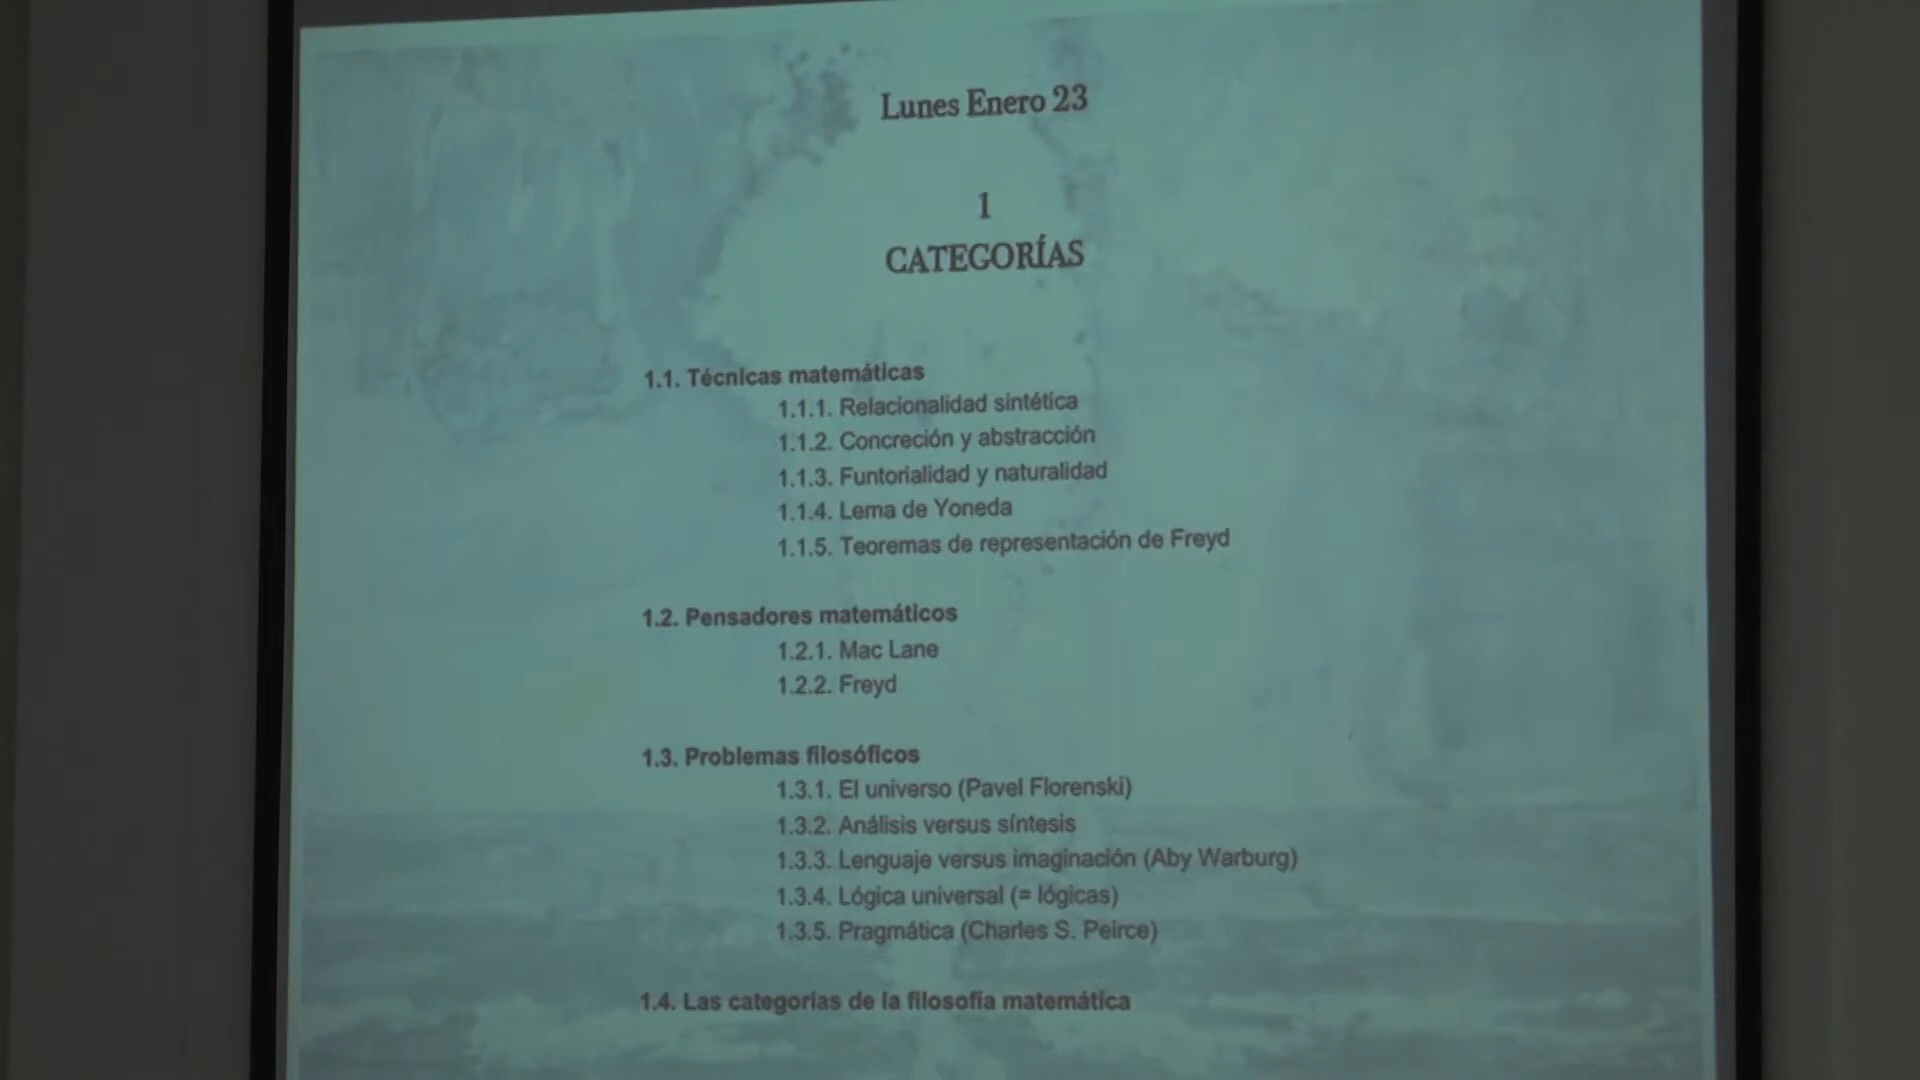 Lunes Enero 23
1
CATEGORÍAS
1.1. Técnicas matemáticas
1.1.1. Relacionalidad sintética
1.1.2. Concreción y abstracción
1.1.3. Funtorialidad y naturalidad
1.1.4. Lema de Yoneda
1.1.5. Teoremas de representación de Freyd
1.2. Pensadores matemáticos
1.2.1. Mac Lane
1.2.2. Freyd
1.3. Problemas filosóficos
1.3.1. El universo (Pavel Florenski)
1.3.2. Análisis versus síntesis
1.3.3. Lenguaje versus imaginación (Aby Warburg)
1.3.4. Lógica universal (= lógicas)
1.3.5. Pragmática (Charles S. Peirce)
1.4. Las categorías de la filosofía matemática